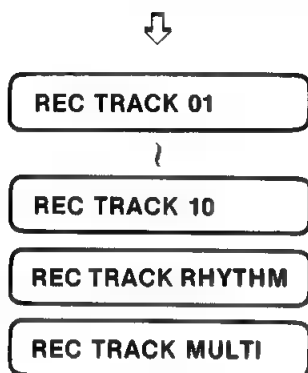 REC TRACK 01
≀
REC TRACK 10
REC TRACK RHYTHM
REC TRACK MULTI